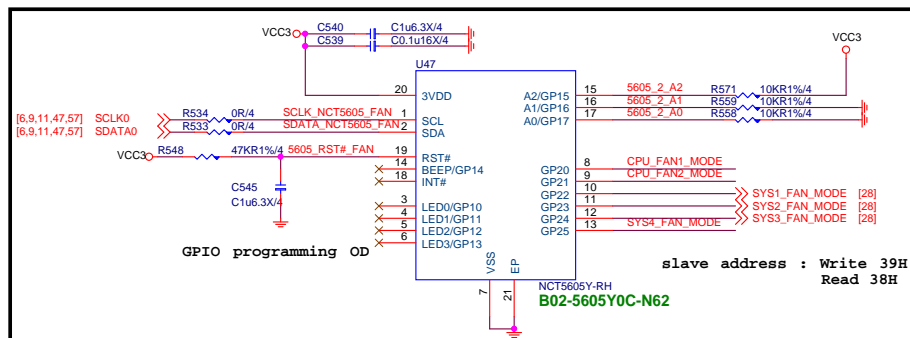 C540 C1u6.3X/4
VCC3
C539 C0.1u16X/4
VCC3
U47
20 3VDD
A2/GP15 15 5605_2_A2 R571 10KR1%/4
A1/GP16 16 5605_2_A1 R559 10KR1%/4
A0/GP17 17 5605_2_A0 R558 10KR1%/4
[6,9,11,47,57] SCLK0 R534 0R/4 SCLK_NCT5605_FAN 1 SCL
[6,9,11,47,57] SDATA0 R533 0R/4 SDATA_NCT5605_FAN 2 SDA
VCC3 R548 47KR1%/4 5605_RST#_FAN 19 RST#
14 BEEP/GP14
18 INT#
C545
C1u6.3X/4
3 LED0/GP10
4 LED1/GP11
5 LED2/GP12
6 LED3/GP13
GP20 8 CPU_FAN1_MODE
GP21 9 CPU_FAN2_MODE
GP22 10 SYS1_FAN_MODE [28]
GP23 11 SYS2_FAN_MODE [28]
GP24 12 SYS3_FAN_MODE [28]
GP25 13 SYS4_FAN_MODE
GPIO programming OD
VSS EP
7 21
NCT5605Y-RH
B02-5605Y0C-N62
slave address : Write 39H
Read 38H